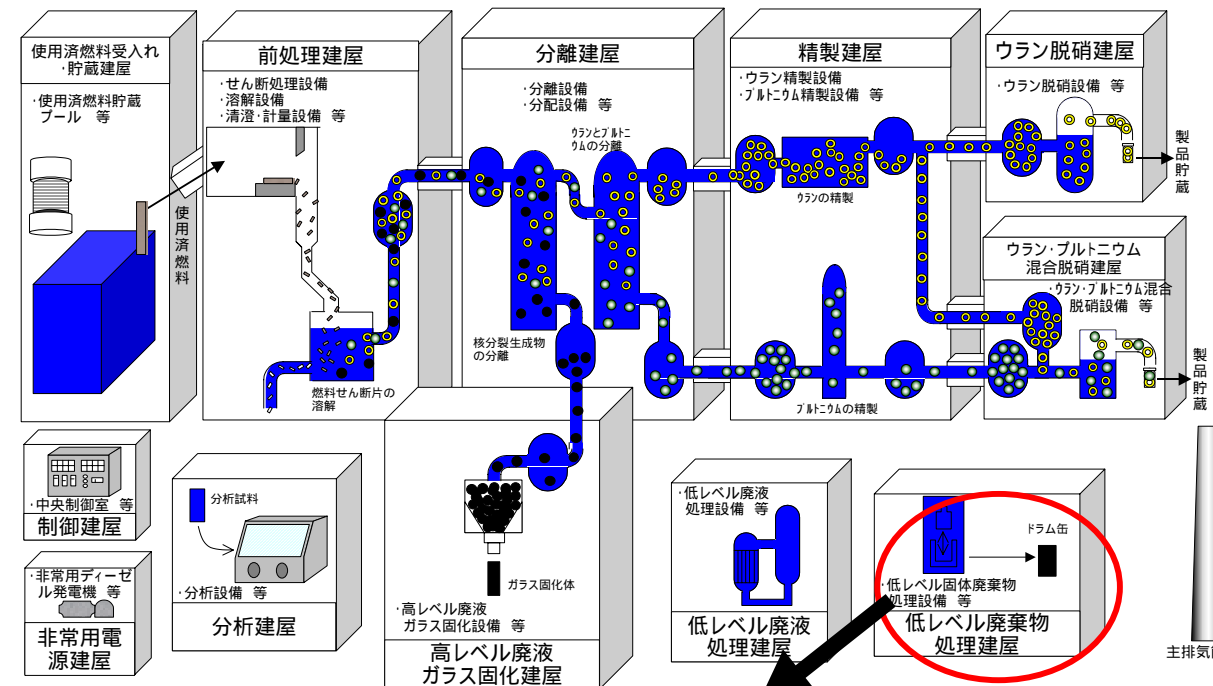 使用済燃料受入れ
・貯蔵建屋
・使用済燃料貯蔵
プール 等
使用済燃料
前処理建屋
・せん断処理設備
・溶解設備
・清澄・計量設備 等
燃料せん断片の
溶解
分離建屋
・分離設備
・分配設備 等
ウランとプルトニ
ウムの分離
核分裂生成物
の分離
精製建屋
・ウラン精製設備
・プルトニウム精製設備 等
ウランの精製
プルトニウムの精製
ウラン脱硝建屋
・ウラン脱硝設備 等
製品貯蔵
ウラン・プルトニウム
混合脱硝建屋
・ウラン・プルトニウム混合
脱硝設備 等
製品貯蔵
・中央制御室 等
制御建屋
・非常用ディーゼ
ル発電機 等
非常用電
源建屋
分析試料
・分析設備 等
分析建屋
ガラス固化体
・高レベル廃液
ガラス固化設備 等
高レベル廃液
ガラス固化建屋
・低レベル廃液
処理設備 等
低レベル廃液
処理建屋
ドラム缶
・低レベル固体廃棄物
処理設備 等
低レベル廃棄物
処理建屋
主排気